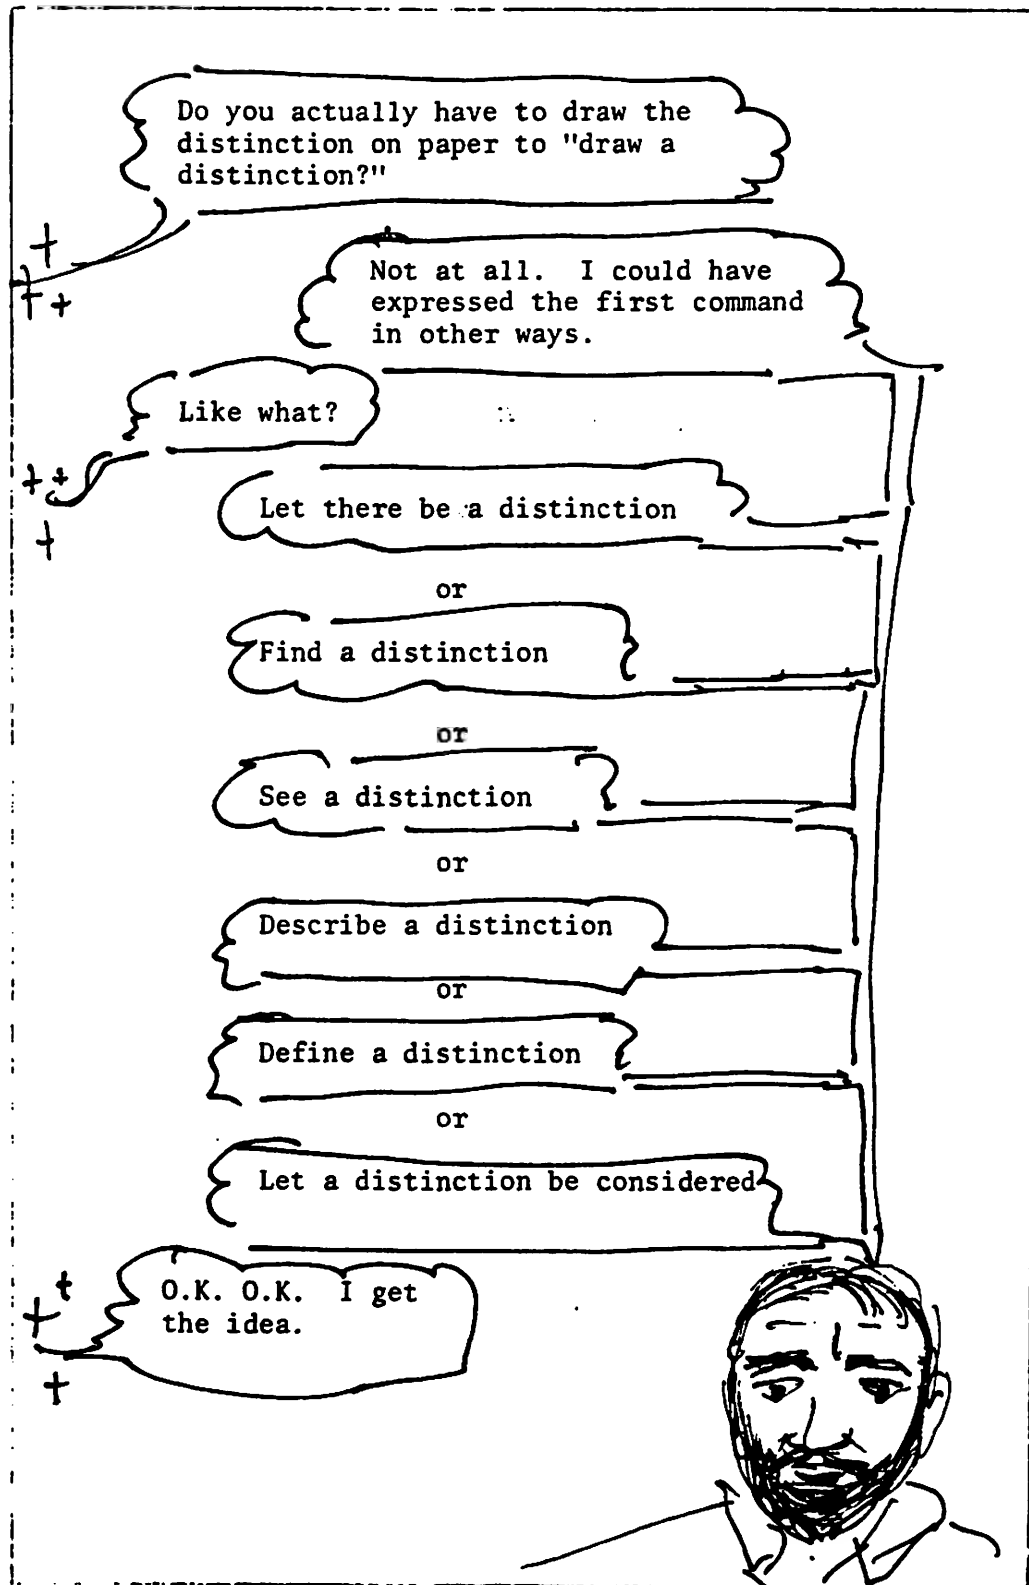 Do you actually have to draw the
distinction on paper to "draw a
distinction?"
Not at all.  I could have
expressed the first command
in other ways.
Like what?
Let there be a distinction
or
Find a distinction
or
See a distinction
or
Describe a distinction
or
Define a distinction
or
Let a distinction be considered
O.K. O.K.  I get
the idea.